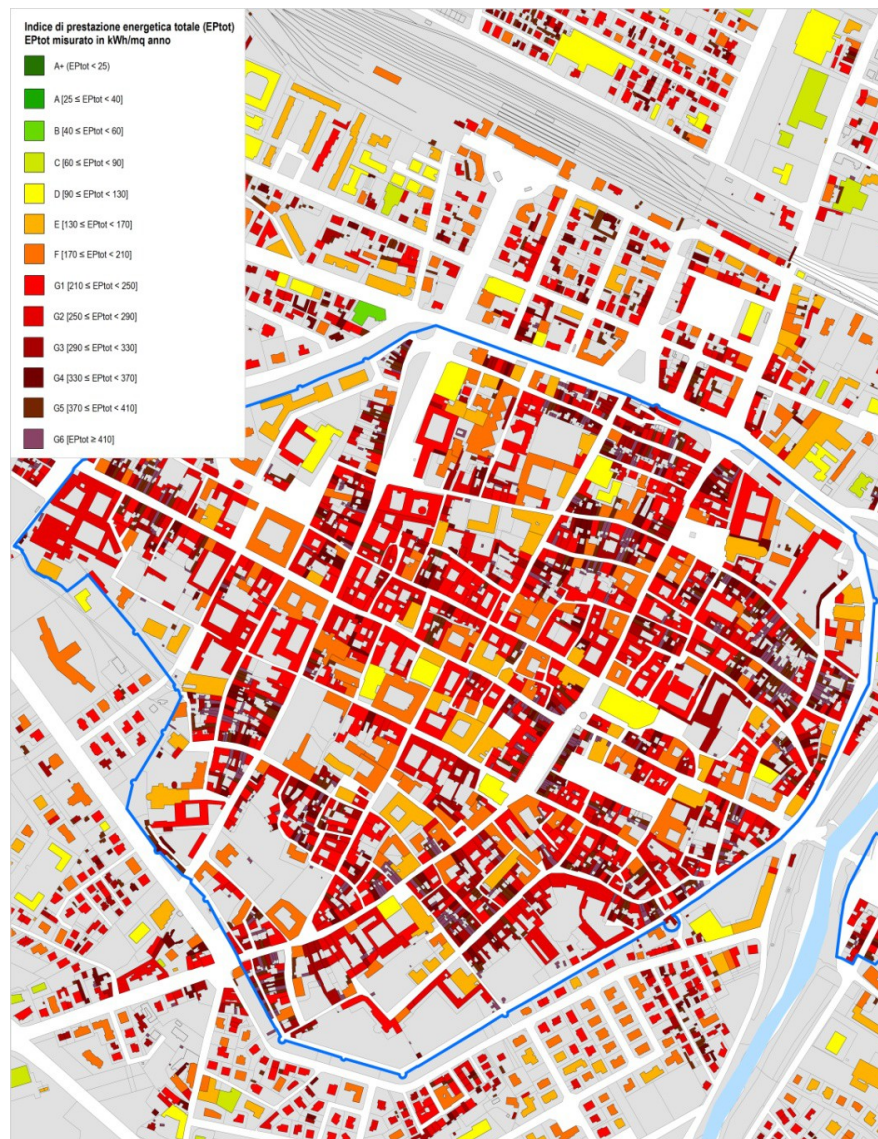 Indice di prestazione energetica totale (EPtot)
EPtot misurato in kWh/mq anno
A+ (EPtot < 25)
A [25 ≤ EPtot < 40]
B [40 ≤ EPtot < 60]
C [60 ≤ EPtot < 90]
D [90 ≤ EPtot < 130]
E [130 ≤ EPtot < 170]
F [170 ≤ EPtot < 210]
G1 [210 ≤ EPtot < 250]
G2 [250 ≤ EPtot < 290]
G3 [290 ≤ EPtot < 330]
G4 [330 ≤ EPtot < 370]
G5 [370 ≤ EPtot < 410]
G6 [EPtot ≥ 410]